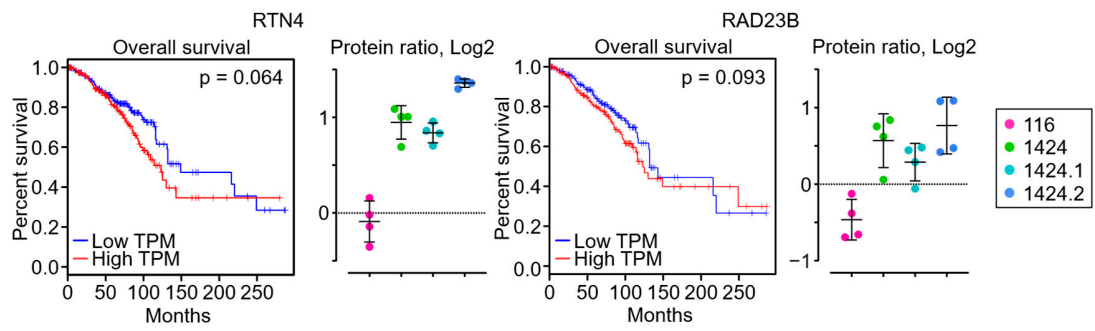 RTN4
RAD23B
Overall survival
Protein ratio, Log2
Overall survival
Protein ratio, Log2
Percent survival
1.0
0.8
0.6
0.4
0.2
0.0
p = 0.064
Low TPM
High TPM
0 50 100 150 200 250
Months
1
0
Percent survival
1.0
0.8
0.6
0.4
0.2
0.0
p = 0.093
Low TPM
High TPM
0 50 100 150 200 250
Months
1
0
−1
116
1424
1424.1
1424.2